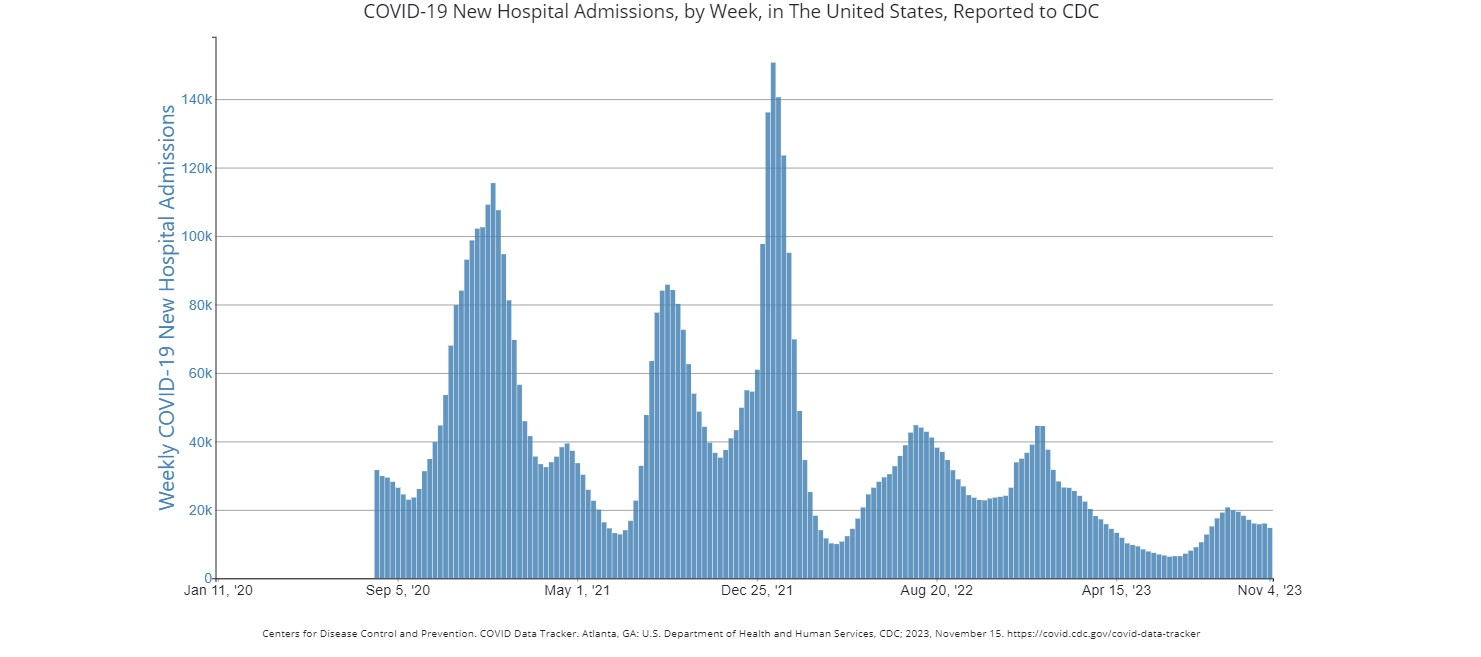 COVID-19 New Hospital Admissions, by Week, in The United States, Reported to CDC
Weekly COVID-19 New Hospital Admissions
140k
120k
100k
80k
60k
40k
20k
0
Jan 11, '20
Sep 5, '20
May 1, '21
Dec 25, '21
Aug 20, '22
Apr 15, '23
Nov 4, '23
Centers for Disease Control and Prevention. COVID Data Tracker. Atlanta, GA: U.S. Department of Health and Human Services, CDC; 2023, November 15. https://covid.cdc.gov/covid-data-tracker